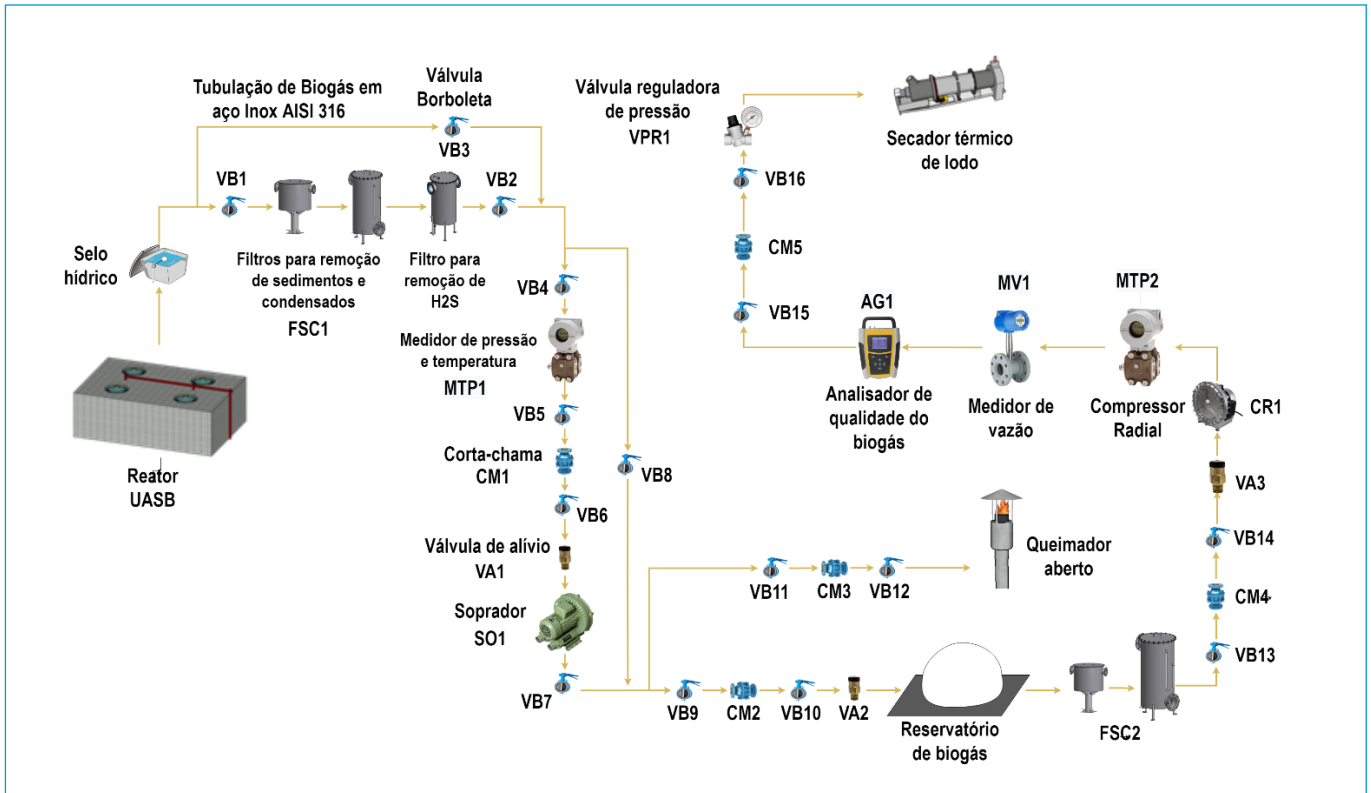 Tubulação de Biogás em
aço Inox AISI 316
Válvula
Borboleta
VB3
VB1
VB2
Selo
hídrico
Filtros para remoção
de sedimentos e
condensados
FSC1
Filtro para
remoção de
H2S
Reator
UASB
VB4
Medidor de pressão
e temperatura
MTP1
VB5
Corta-chama
CM1
VB6
Válvula de alívio
VA1
Soprador
SO1
VB7
VB8
Válvula reguladora
de pressão
VPR1
Secador térmico
de lodo
VB16
CM5
VB15
AG1
Analisador de
qualidade do
biogás
MV1
Medidor de
vazão
MTP2
Compressor
Radial
CR1
VA3
VB14
CM4
VB13
Queimador
aberto
VB11
CM3
VB12
VB9
CM2
VB10
VA2
Reservatório
de biogás
FSC2